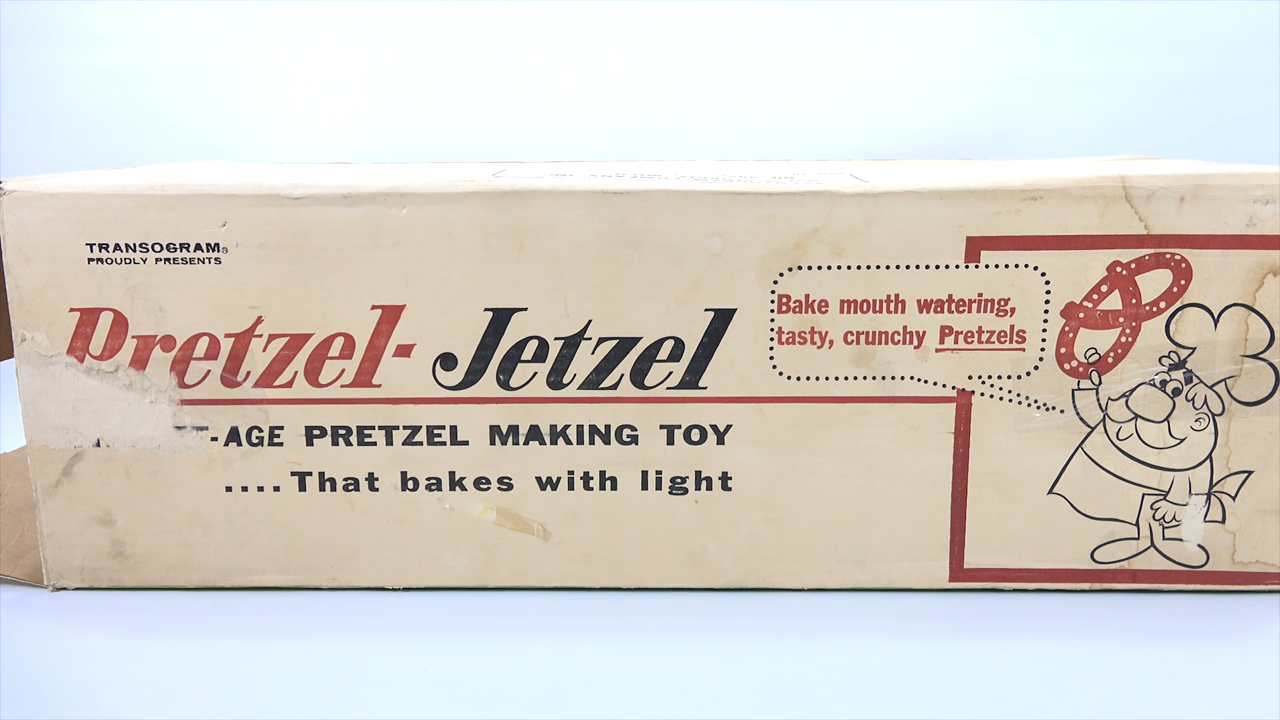 TRANSOGRAM®
PROUDLY PRESENTS
Pretzel-Jetzel
-AGE PRETZEL MAKING TOY
....That bakes with light
Bake mouth watering,
tasty, crunchy Pretzels